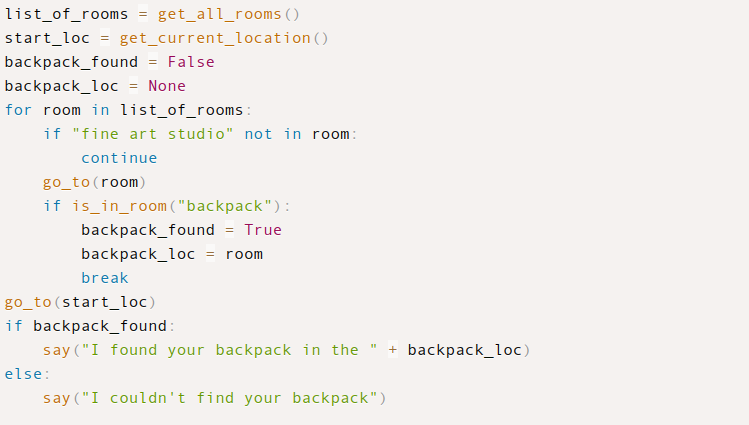 list_of_rooms = get_all_rooms()
start_loc = get_current_location()
backpack_found = False
backpack_loc = None
for room in list_of_rooms:
    if "fine art studio" not in room:
        continue
    go_to(room)
    if is_in_room("backpack"):
        backpack_found = True
        backpack_loc = room
        break
go_to(start_loc)
if backpack_found:
    say("I found your backpack in the " + backpack_loc)
else:
    say("I couldn't find your backpack")